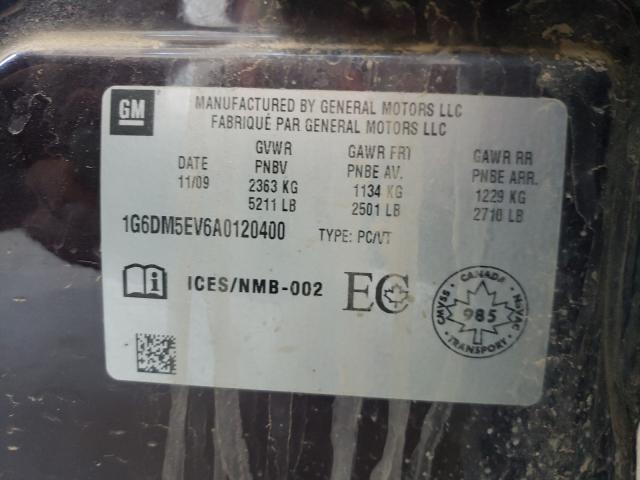 GM
MANUFACTURED BY GENERAL MOTORS LLC
FABRIQUÉ PAR GENERAL MOTORS LLC
GVWR GAWR FRT GAWR RR
DATE PNBV PNBE AV. PNBE ARR.
11/09 2363 KG 1134 KG 1229 KG
5211 LB 2501 LB 2710 LB
1G6DM5EV6A0120400 TYPE: PC/VT
ICES/NMB-002 EC
CANADA
CMVSS 985 NSVAC
TRANSPORT